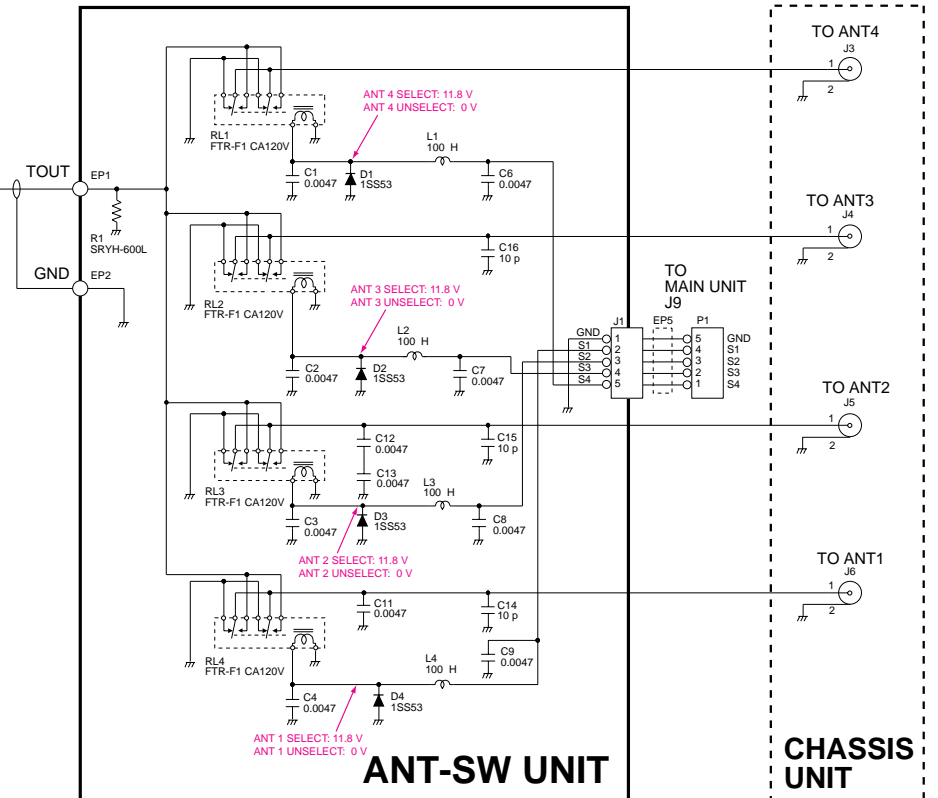 TO ANT4
J3
1
2
ANT 4 SELECT: 11.8 V
ANT 4 UNSELECT: 0 V
RL1
FTR-F1 CA120V
L1
100 H
C1
0.0047
D1
1SS53
C6
0.0047
TOUT
EP1
R1
SRYH-600L
GND
EP2
TO ANT3
J4
1
2
C16
10 p
RL2
FTR-F1 CA120V
ANT 3 SELECT: 11.8 V
ANT 3 UNSELECT: 0 V
L2
100 H
C2
0.0047
D2
1SS53
C7
0.0047
TO
MAIN UNIT
J9
J1
EP5
P1
GND 1 5 GND
S1 2 4 S1
S2 3 3 S2
S3 4 2 S3
S4 5 1 S4
TO ANT2
J5
1
2
C12
0.0047
C15
10 p
C13
0.0047
RL3
FTR-F1 CA120V
L3
100 H
C3
0.0047
D3
1SS53
C8
0.0047
ANT 2 SELECT: 11.8 V
ANT 2 UNSELECT: 0 V
TO ANT1
J6
1
2
C11
0.0047
C14
10 p
RL4
FTR-F1 CA120V
C9
0.0047
L4
100 H
C4
0.0047
D4
1SS53
ANT 1 SELECT: 11.8 V
ANT 1 UNSELECT: 0 V
ANT-SW UNIT
CHASSIS
UNIT